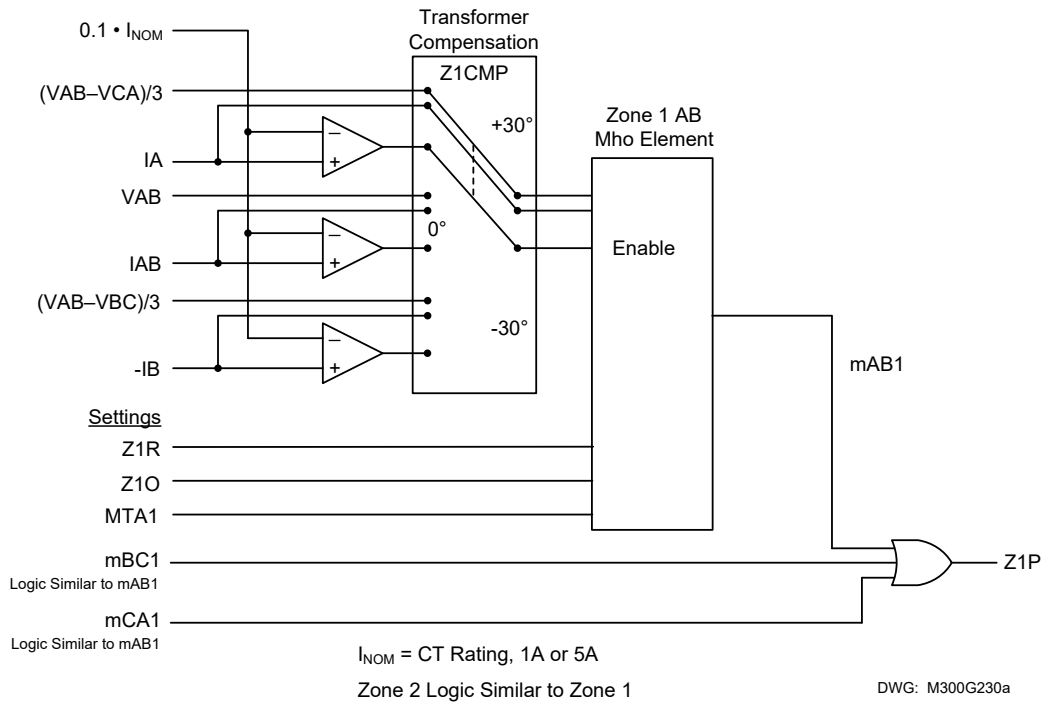 Transformer
Compensation
0.1 • INOM
Z1CMP
(VAB–VCA)/3
+30°
Zone 1 AB
Mho Element
–
+
IA
VAB
0°
–
+
IAB
Enable
(VAB–VBC)/3
-30°
–
+
-IB
mAB1
Settings
Z1R
Z1O
MTA1
mBC1
Logic Similar to mAB1
Z1P
mCA1
Logic Similar to mAB1
INOM = CT Rating, 1A or 5A
Zone 2 Logic Similar to Zone 1
DWG: M300G230a